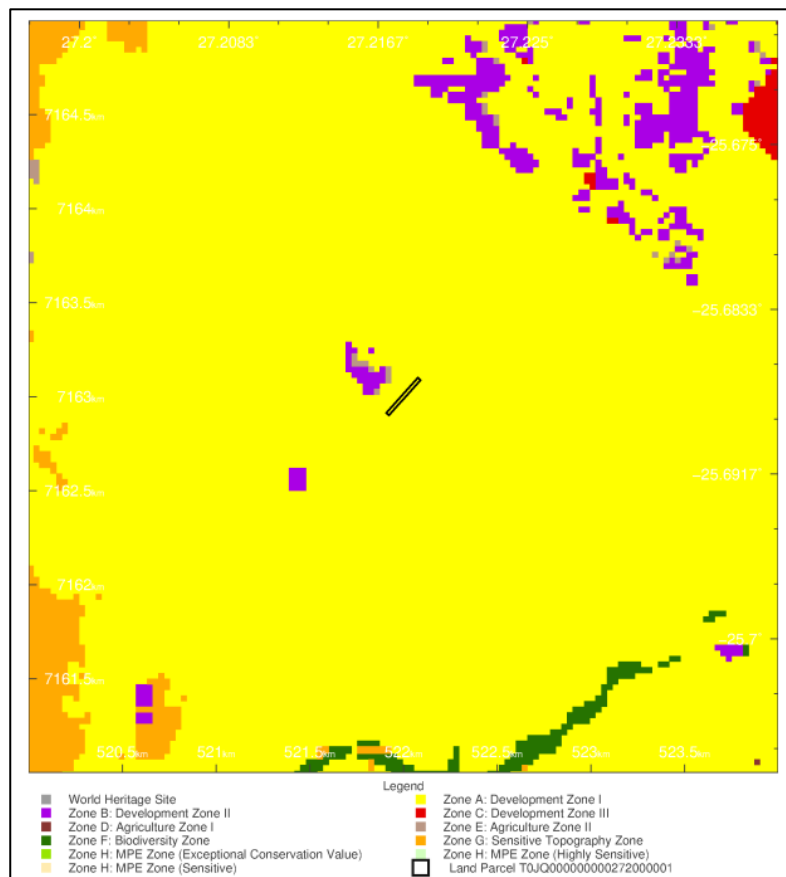 27.2° 27.2083° 27.2167° 27.225° 27.2333°
7164.5km
-25.675°
7164km
7163.5km
-25.6833°
7163km
-25.6917°
7162.5km
7162km
-25.7°
7161.5km
520.5km 521km 521.5km 522km 522.5km 523km 523.5km
Legend
World Heritage Site Zone A: Development Zone I
Zone B: Development Zone II Zone C: Development Zone III
Zone D: Agriculture Zone I Zone E: Agriculture Zone II
Zone F: Biodiversity Zone Zone G: Sensitive Topography Zone
Zone H: MPE Zone (Exceptional Conservation Value) Zone H: MPE Zone (Highly Sensitive)
Zone H: MPE Zone (Sensitive) Land Parcel T0JQ000000000272000001